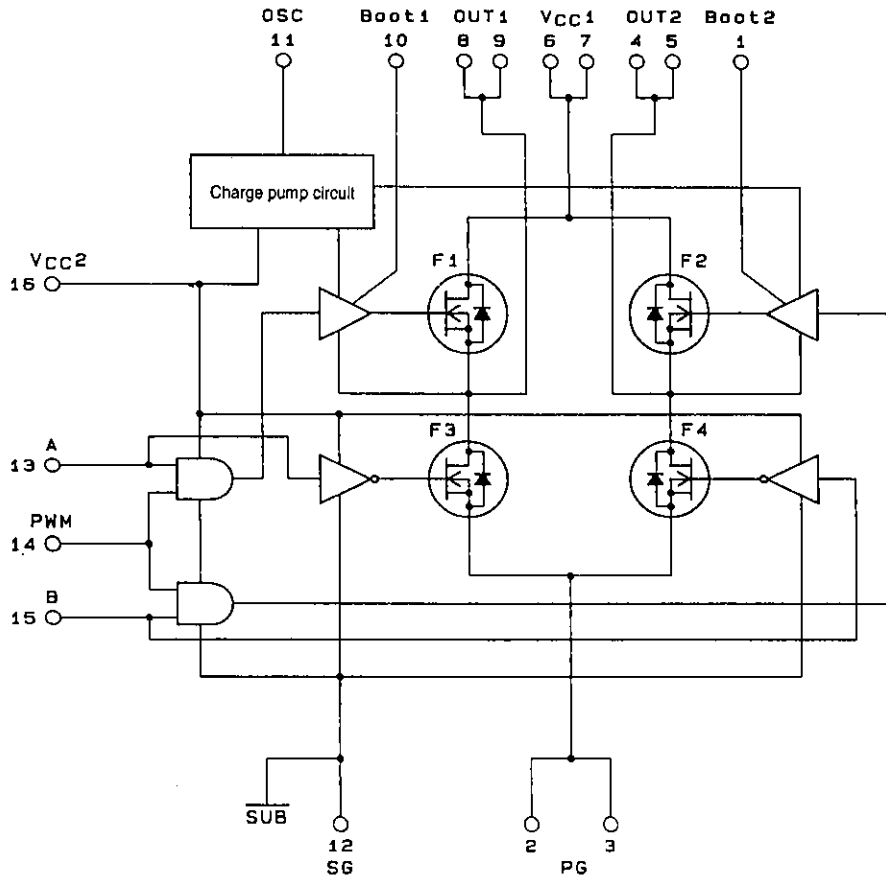 OSC Boot1 OUT1 VCC1 OUT2 Boot2
11 10 8 9 6 7 4 5 1
Charge pump circuit
VCC2
16
F1 F2
F3 F4
A
13
PWM
14
B
15
SUB
12
SG
2 3
PG